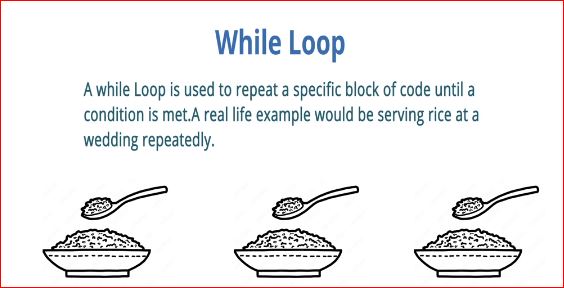 While Loop
A while Loop is used to repeat a specific block of code until a
condition is met.A real life example would be serving rice at a
wedding repeatedly.